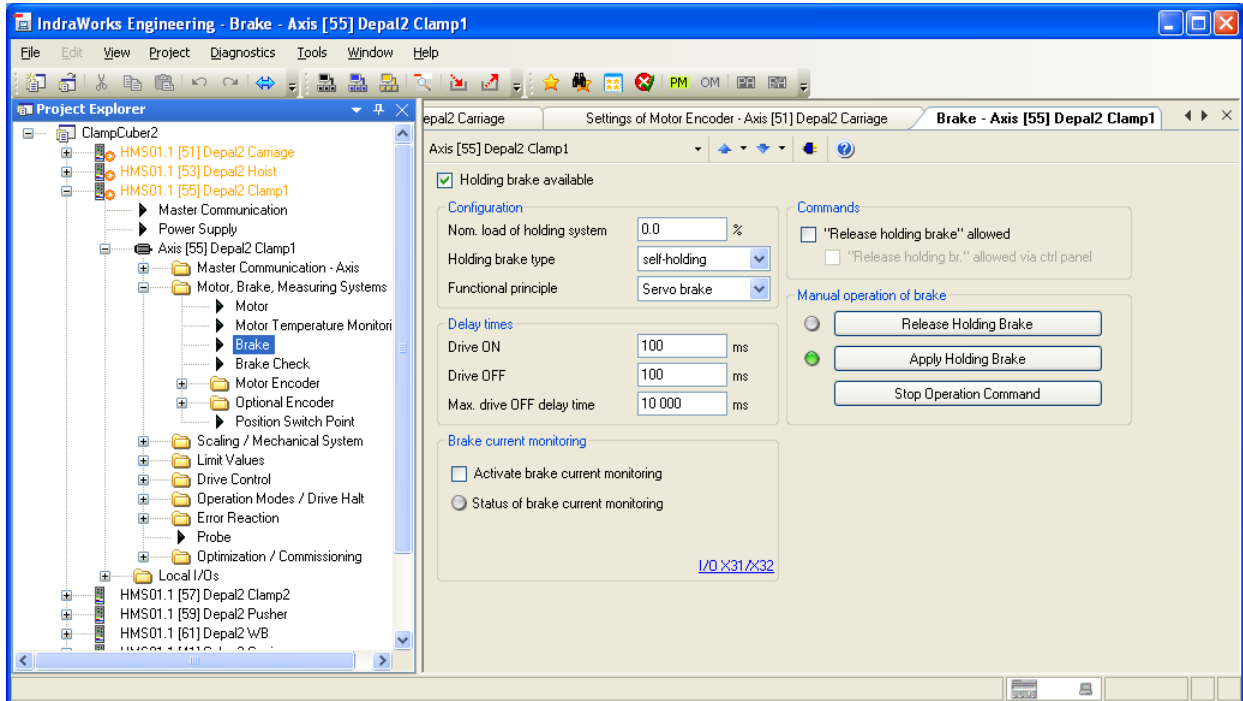 IndraWorks Engineering - Brake - Axis [55] Depal2 Clamp1
File Edit View Project Diagnostics Tools Window Help
PM OM
Project Explorer
ClampCuber2
HMS01.1 [51] Depal2 Carriage
HMS01.1 [53] Depal2 Hoist
HMS01.1 [55] Depal2 Clamp1
Master Communication
Power Supply
Axis [55] Depal2 Clamp1
Master Communication - Axis
Motor, Brake, Measuring Systems
Motor
Motor Temperature Monitori
Brake
Brake Check
Motor Encoder
Optional Encoder
Position Switch Point
Scaling / Mechanical System
Limit Values
Drive Control
Operation Modes / Drive Halt
Error Reaction
Probe
Optimization / Commissioning
Local I/Os
HMS01.1 [57] Depal2 Clamp2
HMS01.1 [59] Depal2 Pusher
HMS01.1 [61] Depal2 WB
epal2 Carriage
Settings of Motor Encoder - Axis [51] Depal2 Carriage
Brake - Axis [55] Depal2 Clamp1
Axis [55] Depal2 Clamp1
Holding brake available
Configuration
Nom. load of holding system 0.0 %
Holding brake type self-holding
Functional principle Servo brake
Delay times
Drive ON 100 ms
Drive OFF 100 ms
Max. drive OFF delay time 10 000 ms
Brake current monitoring
Activate brake current monitoring
Status of brake current monitoring
I/O X31/X32
Commands
"Release holding brake" allowed
"Release holding br." allowed via ctrl panel
Manual operation of brake
Release Holding Brake
Apply Holding Brake
Stop Operation Command